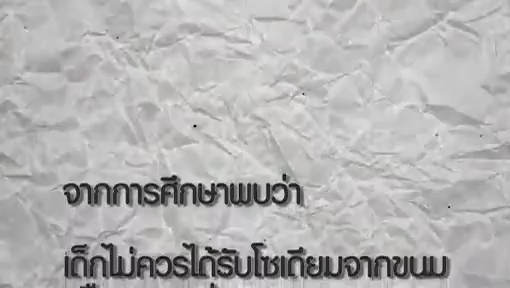 จากการศึกษาพบว่า
เด็กไม่ควรได้รับโซเดียมจากขนม